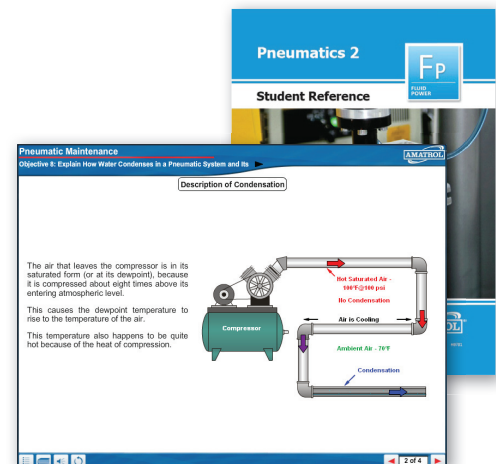 Pneumatics 2
Fp
FLUID
POWER
Student Reference
Pneumatic Maintenance
AMATROL
Objective 8: Explain How Water Condenses in a Pneumatic System and Its
Description of Condensation
The air that leaves the compressor is in its
saturated form (or at its dewpoint), because
it is compressed about eight times above its
entering atmospheric level.
This causes the dewpoint temperature to
rise to the temperature of the air.
This temperature also happens to be quite
hot because of the heat of compression.
Hot Saturated Air -
100°F@100 psi
No Condensation
Air is Cooling
Compressor
Ambient Air - 70°F
Condensation
2 of 4